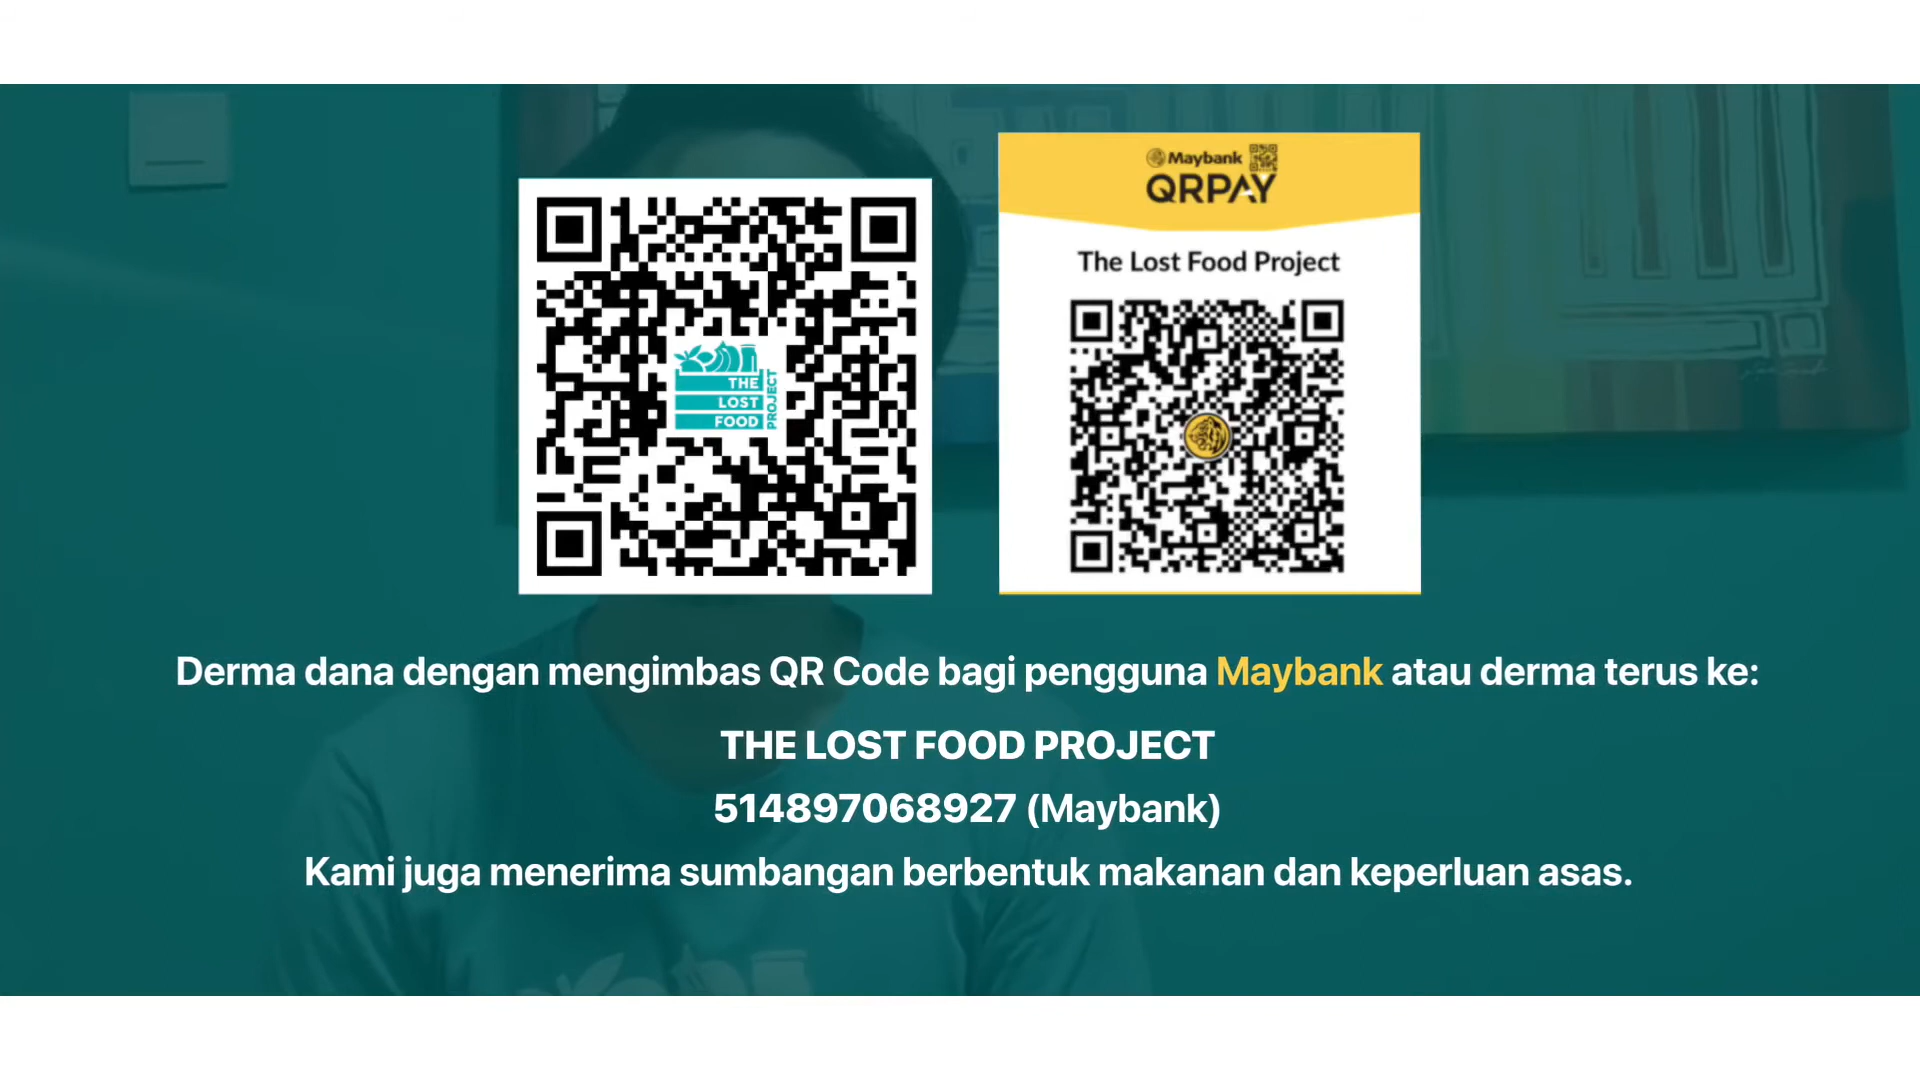 THE
LOST
FOOD
PROJECT
Maybank
QRPAY
The Lost Food Project
Derma dana dengan mengimbas QR Code bagi pengguna Maybank atau derma terus ke:
THE LOST FOOD PROJECT
514897068927 (Maybank)
Kami juga menerima sumbangan berbentuk makanan dan keperluan asas.